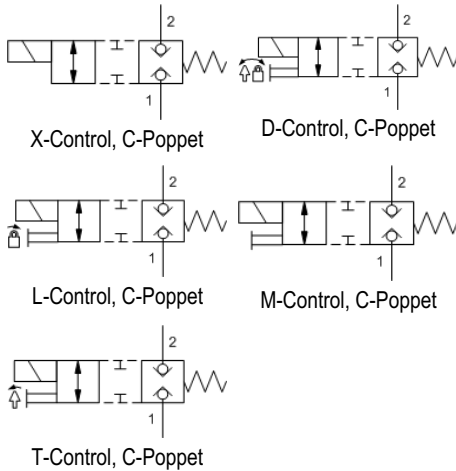 2
1
X-Control, C-Poppet
2
1
D-Control, C-Poppet
2
1
L-Control, C-Poppet
2
1
M-Control, C-Poppet
2
1
T-Control, C-Poppet